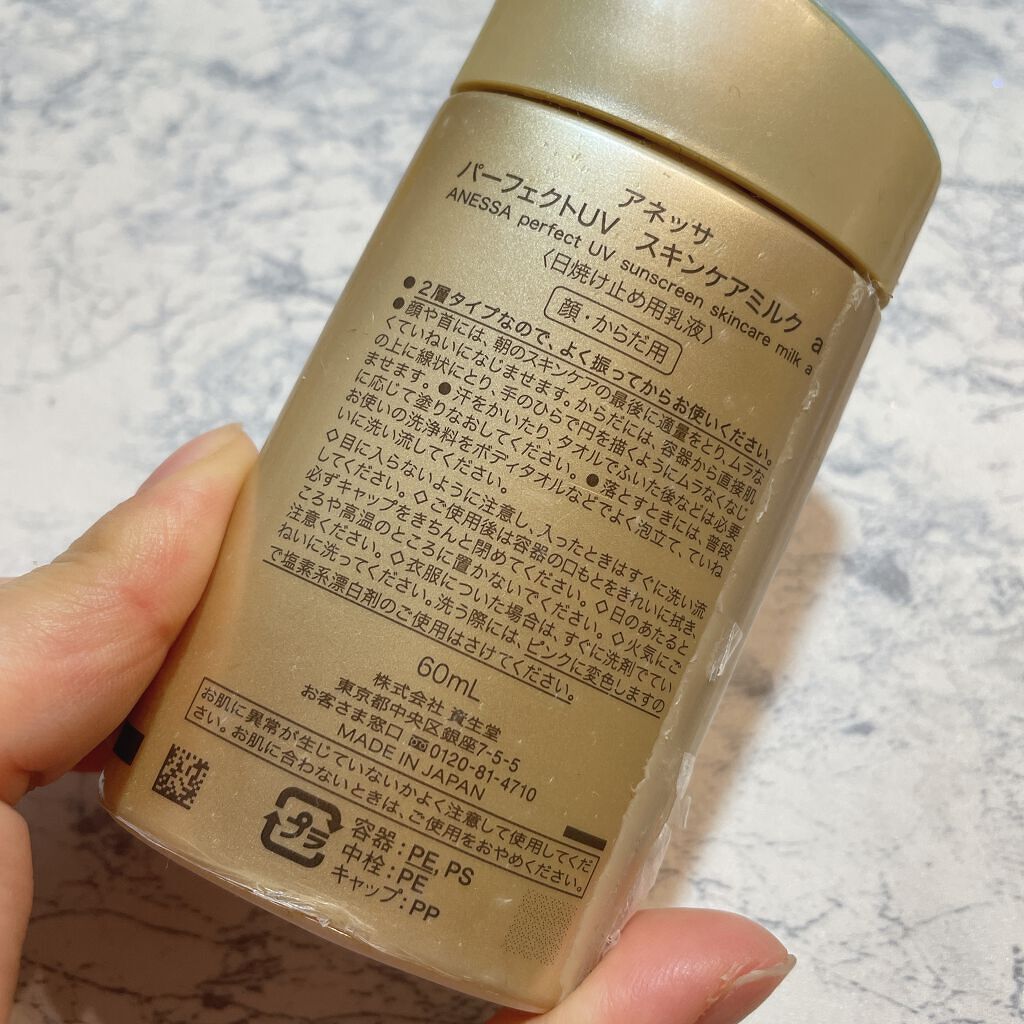 アネッサ
パーフェクトUV スキンケアミルク a
ANESSA perfect UV sunscreen skincare milk a
〈日焼け止め用乳液〉
顔・からだ用
●2層タイプなので、よく振ってからお使いください。
●顔や首には、朝のスキンケアの最後に適量をとり、ムラな
くていねいになじませます。からだには、容器から直接肌
の上に線状にとり、手のひらで円を描くようにムラなくなじ
ませます。●汗をかいたり、タオルでふいた後などは必要
に応じて塗りなおしてください。●落とすときには、普段
お使いの洗浄料をボディタオルなどでよく泡立て、ていね
いに洗い流してください。
◇目に入らないように注意し、入ったときはすぐに洗い流
してください。◇ご使用後は容器の口もとをきれいに拭き、
必ずキャップをきちんと閉めてください。◇日のあたると
ころや高温のところに置かないでください。◇火気にご
注意ください。◇衣服についた場合は、すぐに洗剤でてい
ねいに洗ってください。洗う際には、ピンクに変色しますの
で塩素系漂白剤のご使用はさけてください。
60mL
株式会社 資生堂
東京都中央区銀座7-5-5
お客さま窓口 0120-81-4710
MADE IN JAPAN
お肌に異常が生じていないかよく注意して使用してくだ
さい。お肌に合わないときは、ご使用をおやめください。
プラ
容器：PE, PS
中栓：PE
キャップ：PP